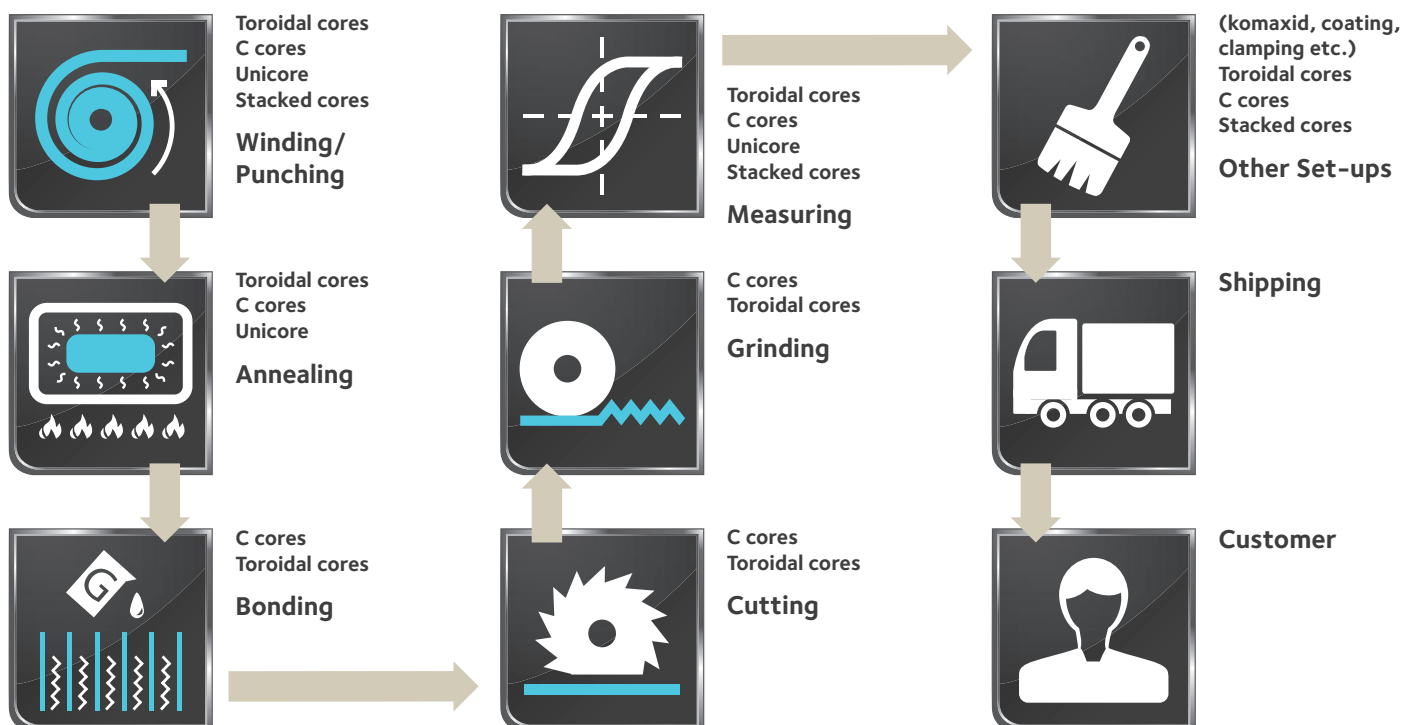 Toroidal cores
C cores
Unicore
Stacked cores
Winding/
Punching
Toroidal cores
C cores
Unicore
Annealing
G
C cores
Toroidal cores
Bonding
C cores
Toroidal cores
Cutting
C cores
Toroidal cores
Grinding
Toroidal cores
C cores
Unicore
Stacked cores
Measuring
(komaxid, coating,
clamping etc.)
Toroidal cores
C cores
Stacked cores
Other Set-ups
Shipping
Customer